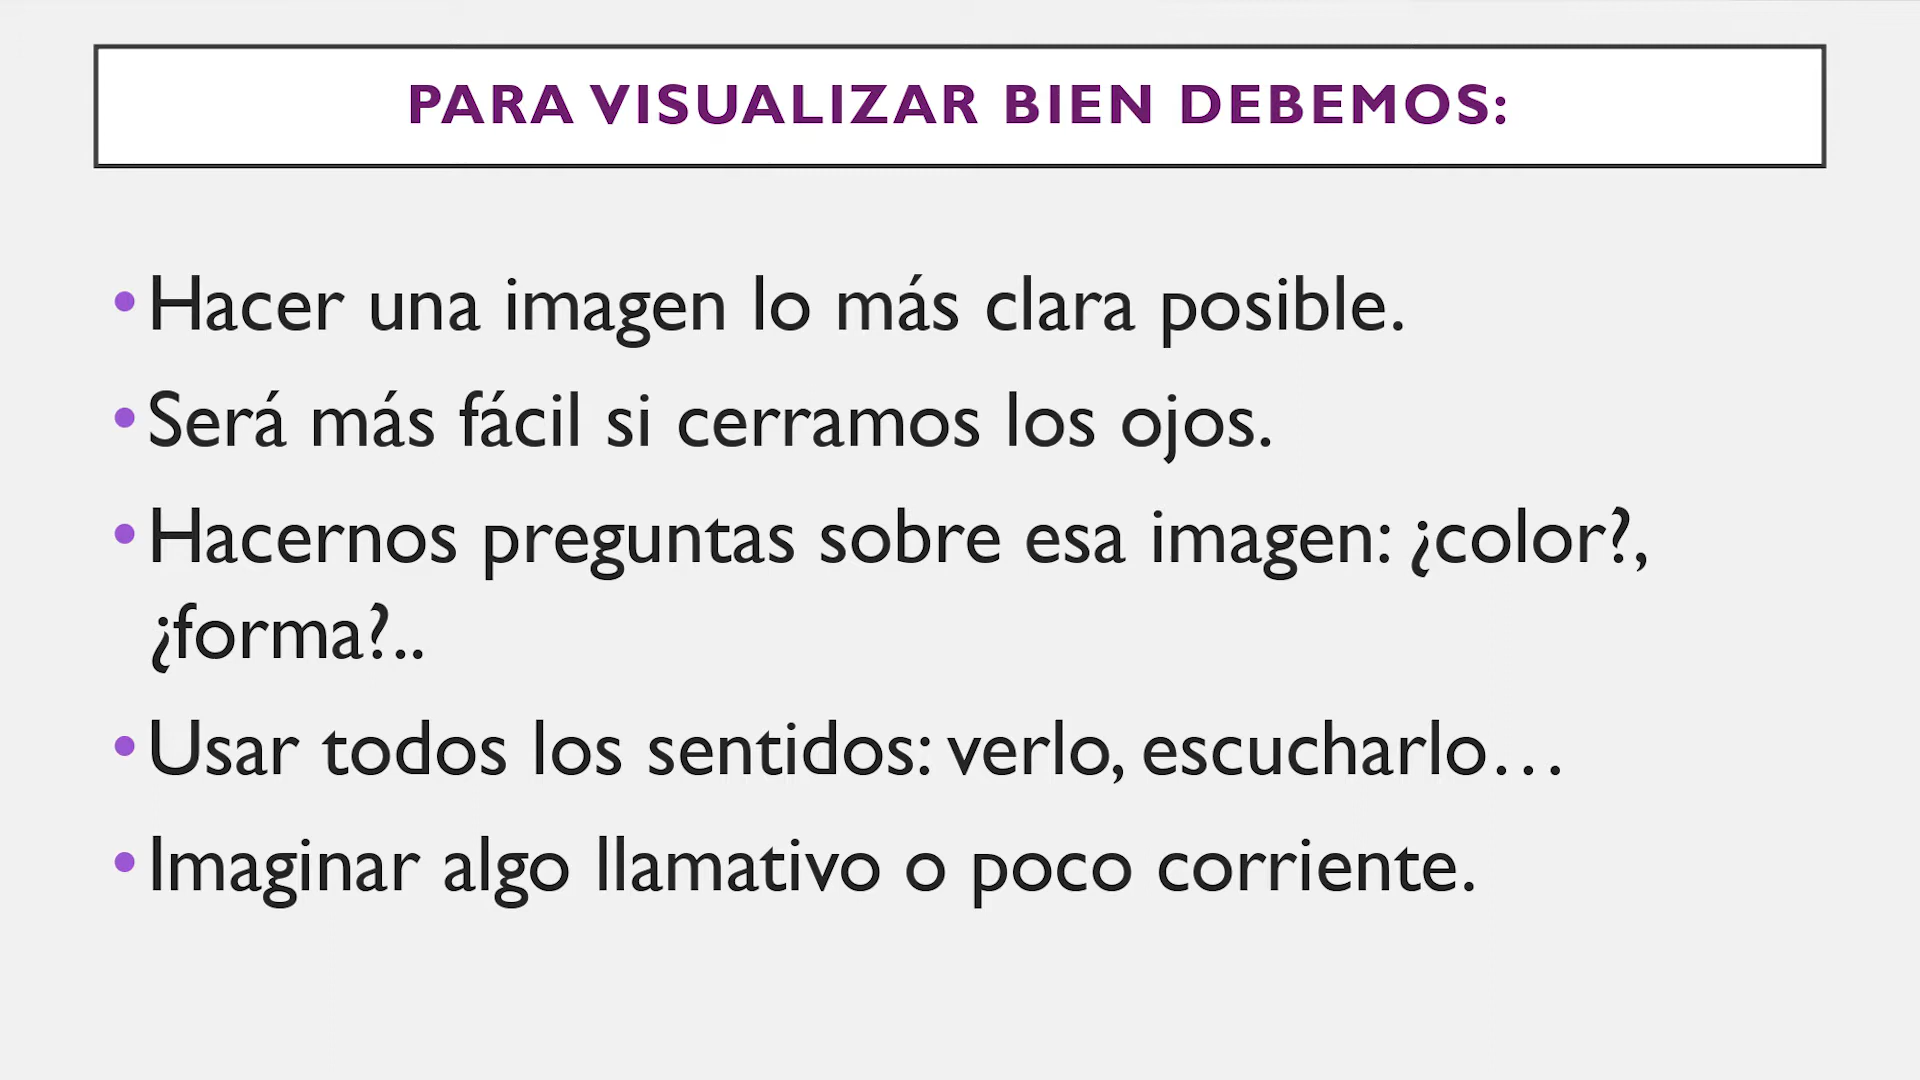 PARA VISUALIZAR BIEN DEBEMOS:
•Hacer una imagen lo más clara posible.
•Será más fácil si cerramos los ojos.
•Hacernos preguntas sobre esa imagen: ¿color?,
¿forma?..
•Usar todos los sentidos: verlo, escucharlo…
•Imaginar algo llamativo o poco corriente.